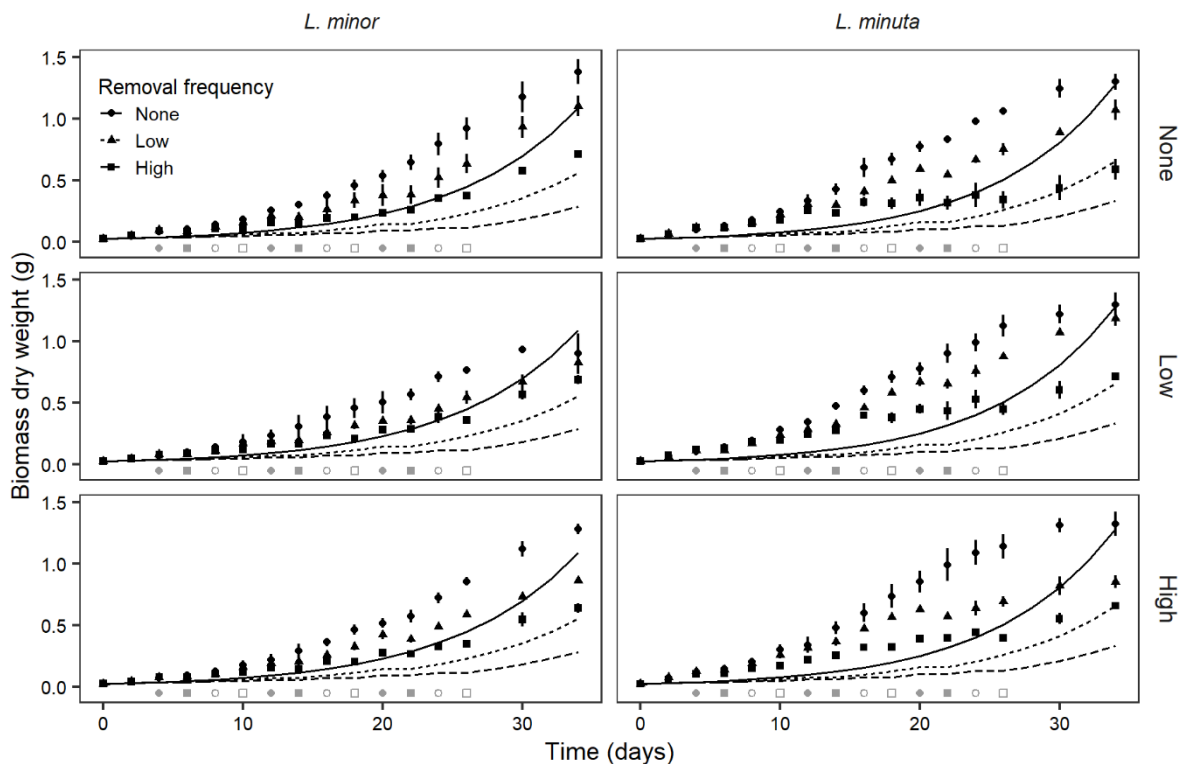 L. minor
L. minuta
1.5
1.0
0.5
0.0
Removal frequency
None
Low
High
None
1.5
1.0
0.5
0.0
Low
1.5
1.0
0.5
0.0
High
Biomass dry weight (g)
0
10
20
30
0
10
20
30
Time (days)